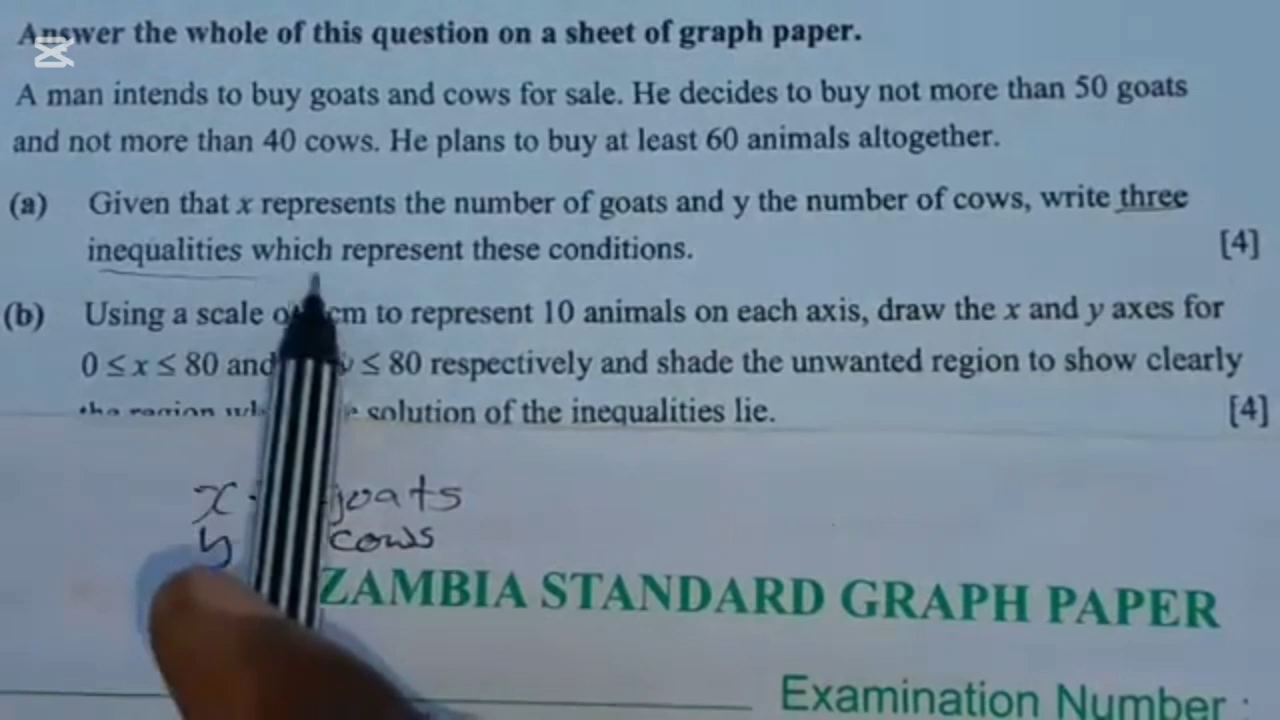 Answer the whole of this question on a sheet of graph paper.
A man intends to buy goats and cows for sale. He decides to buy not more than 50 goats
and not more than 40 cows. He plans to buy at least 60 animals altogether.
(a) Given that x represents the number of goats and y the number of cows, write three
inequalities which represent these conditions. [4]
(b) Using a scale cm to represent 10 animals on each axis, draw the x and y axes for
0 ≤ x ≤ 80 and ≤ 80 respectively and shade the unwanted region to show clearly
the region solution of the inequalities lie. [4]
x goats
y cows
ZAMBIA STANDARD GRAPH PAPER
Examination Number :